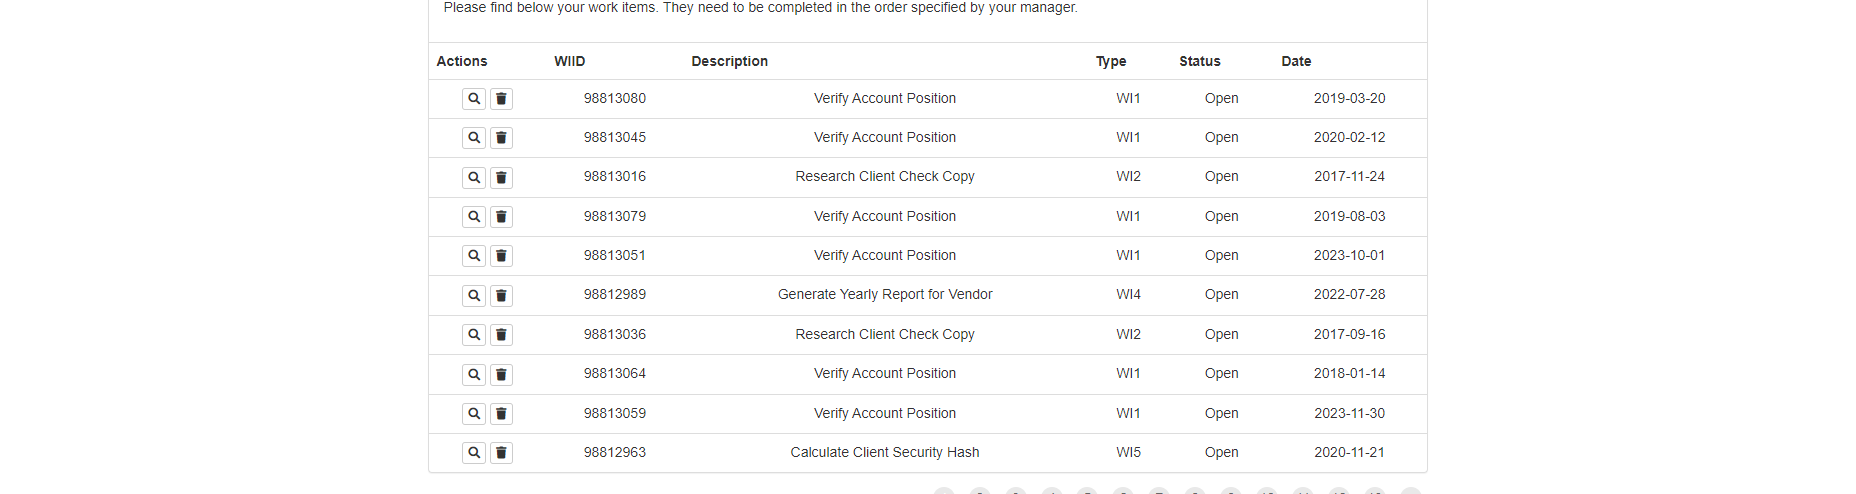 Please find below your work items. They need to be completed in the order specified by your manager.
Actions WIID Description Type Status Date
98813080 Verify Account Position WI1 Open 2019-03-20
98813045 Verify Account Position WI1 Open 2020-02-12
98813016 Research Client Check Copy WI2 Open 2017-11-24
98813079 Verify Account Position WI1 Open 2019-08-03
98813051 Verify Account Position WI1 Open 2023-10-01
98812989 Generate Yearly Report for Vendor WI4 Open 2022-07-28
98813036 Research Client Check Copy WI2 Open 2017-09-16
98813064 Verify Account Position WI1 Open 2018-01-14
98813059 Verify Account Position WI1 Open 2023-11-30
98812963 Calculate Client Security Hash WI5 Open 2020-11-21